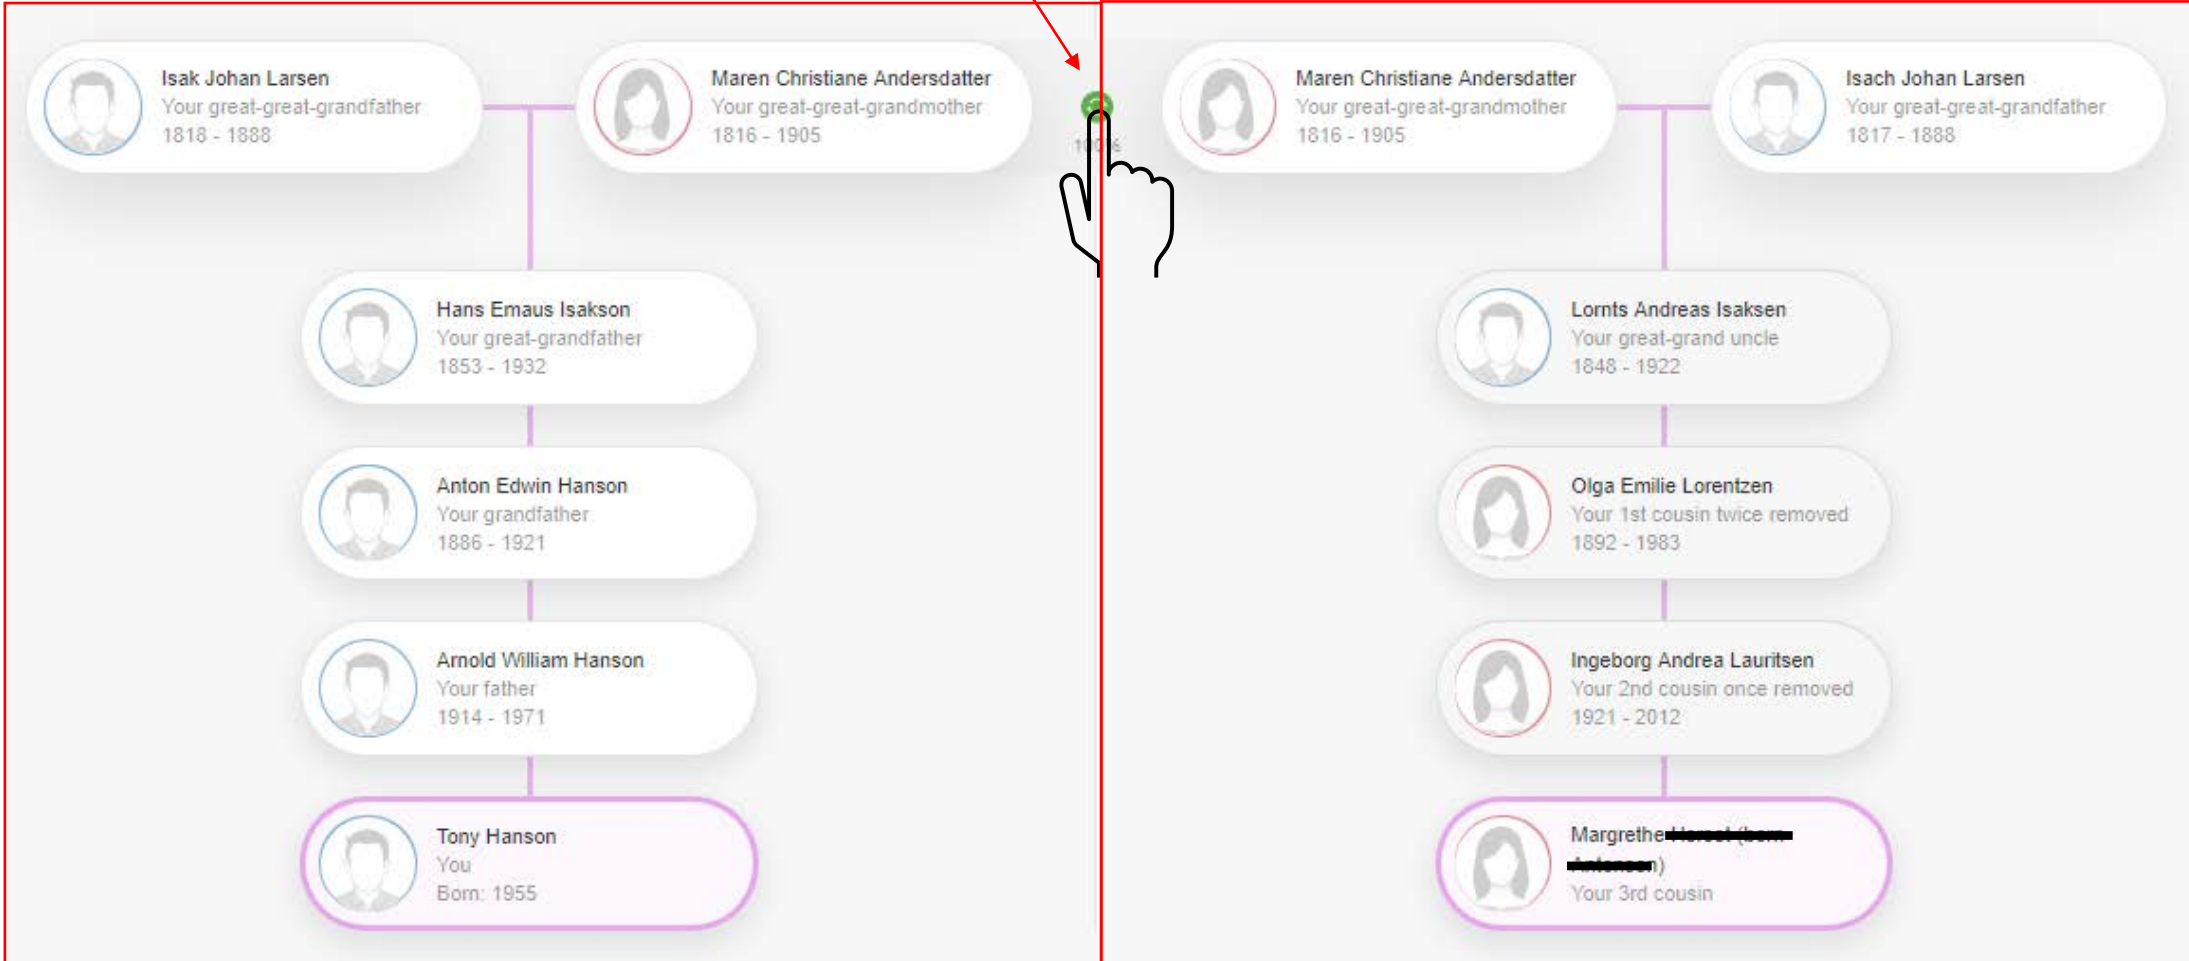 Isak Johan Larsen
Your great-great-grandfather
1818 - 1888
Maren Christiane Andersdatter
Your great-great-grandmother
1816 - 1905
100%
Maren Christiane Andersdatter
Your great-great-grandmother
1816 - 1905
Isach Johan Larsen
Your great-great-grandfather
1817 - 1888
Hans Emaus Isakson
Your great-grandfather
1853 - 1932
Anton Edwin Hanson
Your grandfather
1886 - 1921
Arnold William Hanson
Your father
1914 - 1971
Tony Hanson
You
Born: 1955
Lornts Andreas Isaksen
Your great-grand uncle
1848 - 1922
Olga Emilie Lorentzen
Your 1st cousin twice removed
1892 - 1983
Ingeborg Andrea Lauritsen
Your 2nd cousin once removed
1921 - 2012
Margrethe
Your 3rd cousin